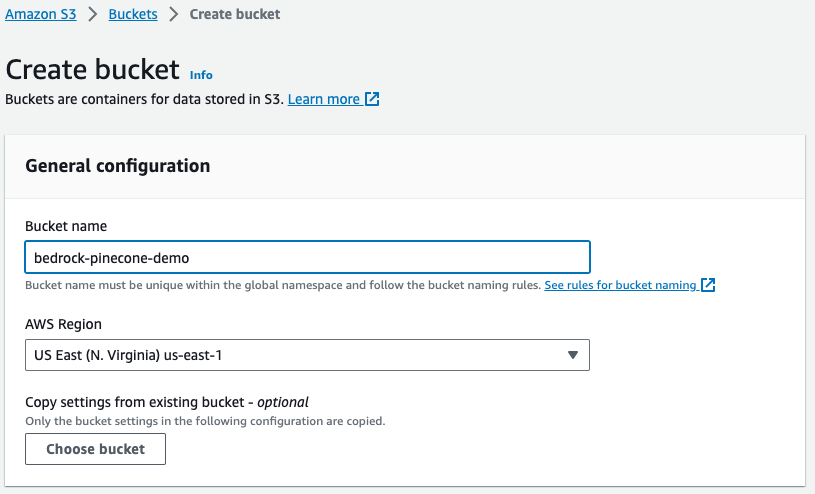 Amazon S3 > Buckets > Create bucket
Create bucket Info
Buckets are containers for data stored in S3. Learn more
General configuration
Bucket name
bedrock-pinecone-demo
Bucket name must be unique within the global namespace and follow the bucket naming rules. See rules for bucket naming
AWS Region
US East (N. Virginia) us-east-1
Copy settings from existing bucket - optional
Only the bucket settings in the following configuration are copied.
Choose bucket